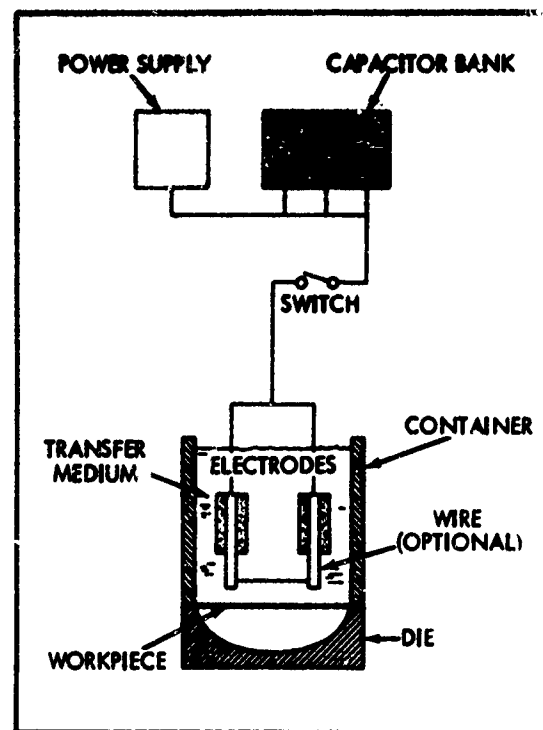 POWER SUPPLY
CAPACITOR BANK
SWITCH
CONTAINER
TRANSFER
MEDIUM
ELECTRODES
WIRE
(OPTIONAL)
DIE
WORKPIECE